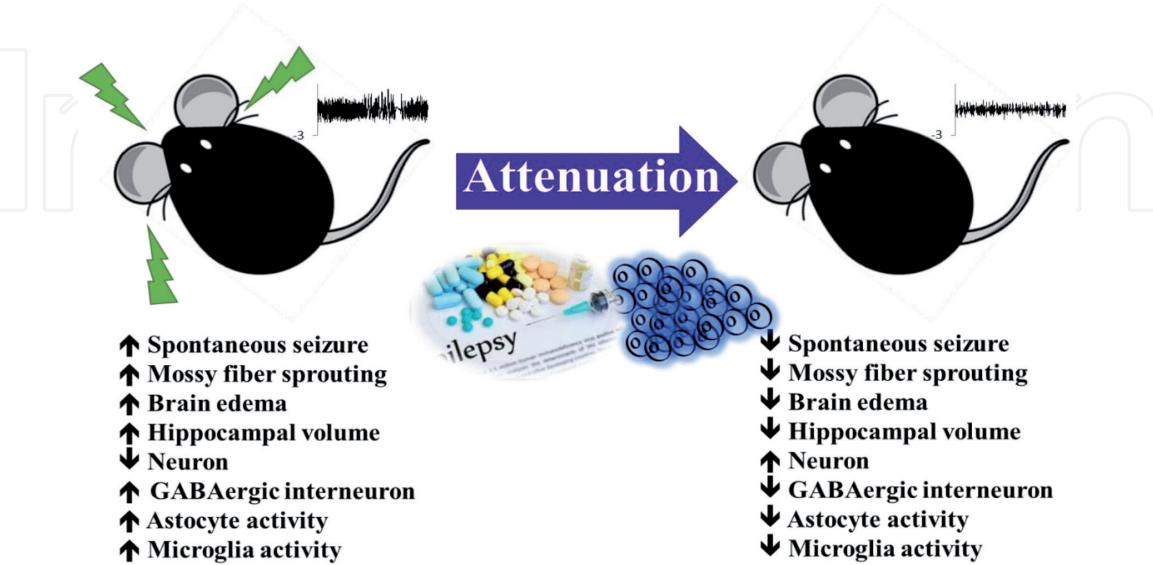 -3
-3
Attenuation
ilepsy
↑ Spontaneous seizure
↑ Mossy fiber sprouting
↑ Brain edema
↑ Hippocampal volume
↓ Neuron
↑ GABAergic interneuron
↑ Astocyte activity
↑ Microglia activity
↓ Spontaneous seizure
↓ Mossy fiber sprouting
↓ Brain edema
↓ Hippocampal volume
↑ Neuron
↓ GABAergic interneuron
↓ Astocyte activity
↓ Microglia activity